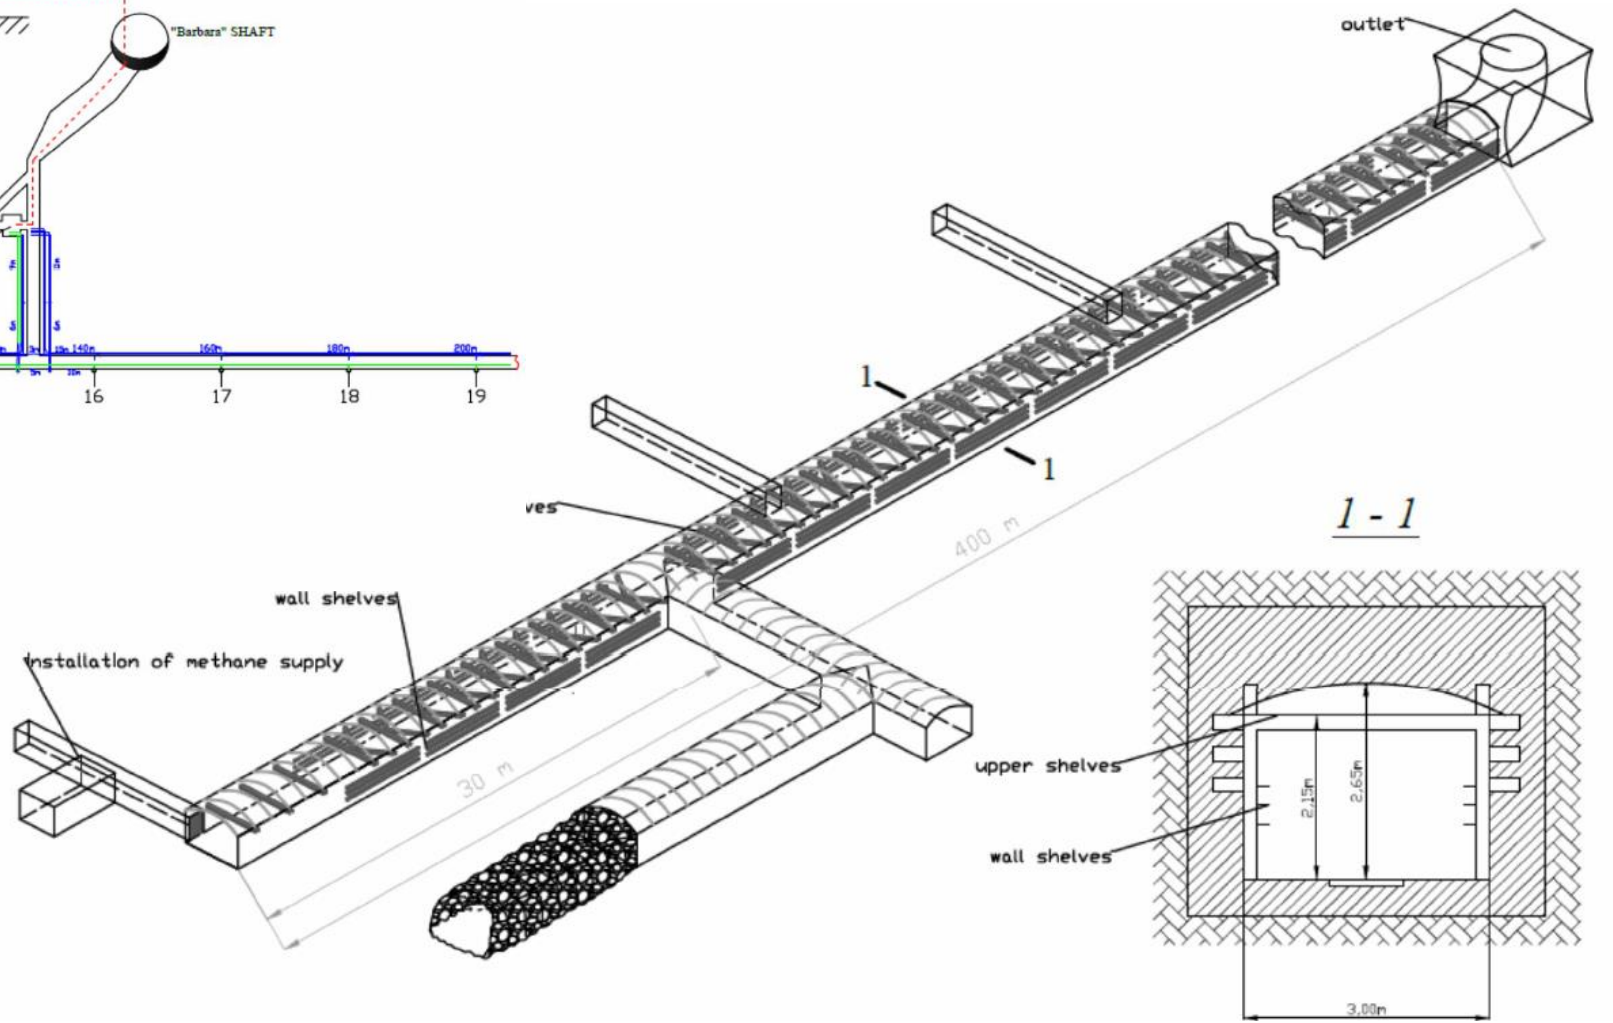 outlet
"Barbara" SHAFT
140m 160m 180m 200m
16 17 18 19
1
1
ves
400 m
1 - 1
wall shelves
Installation of methane supply
30 m
upper shelves
2,15m
2,65m
wall shelves
3,00m